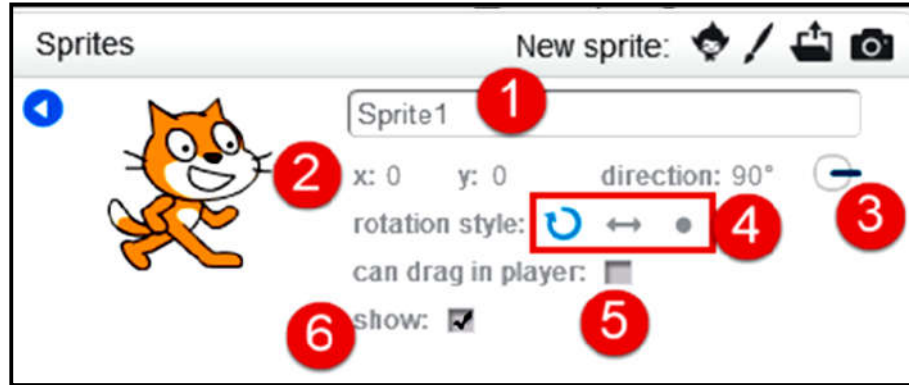 Sprites New sprite:
Sprite1 1
2 x: 0 y: 0 direction: 90° 3
rotation style: 4
can drag in player: 5
6 show: